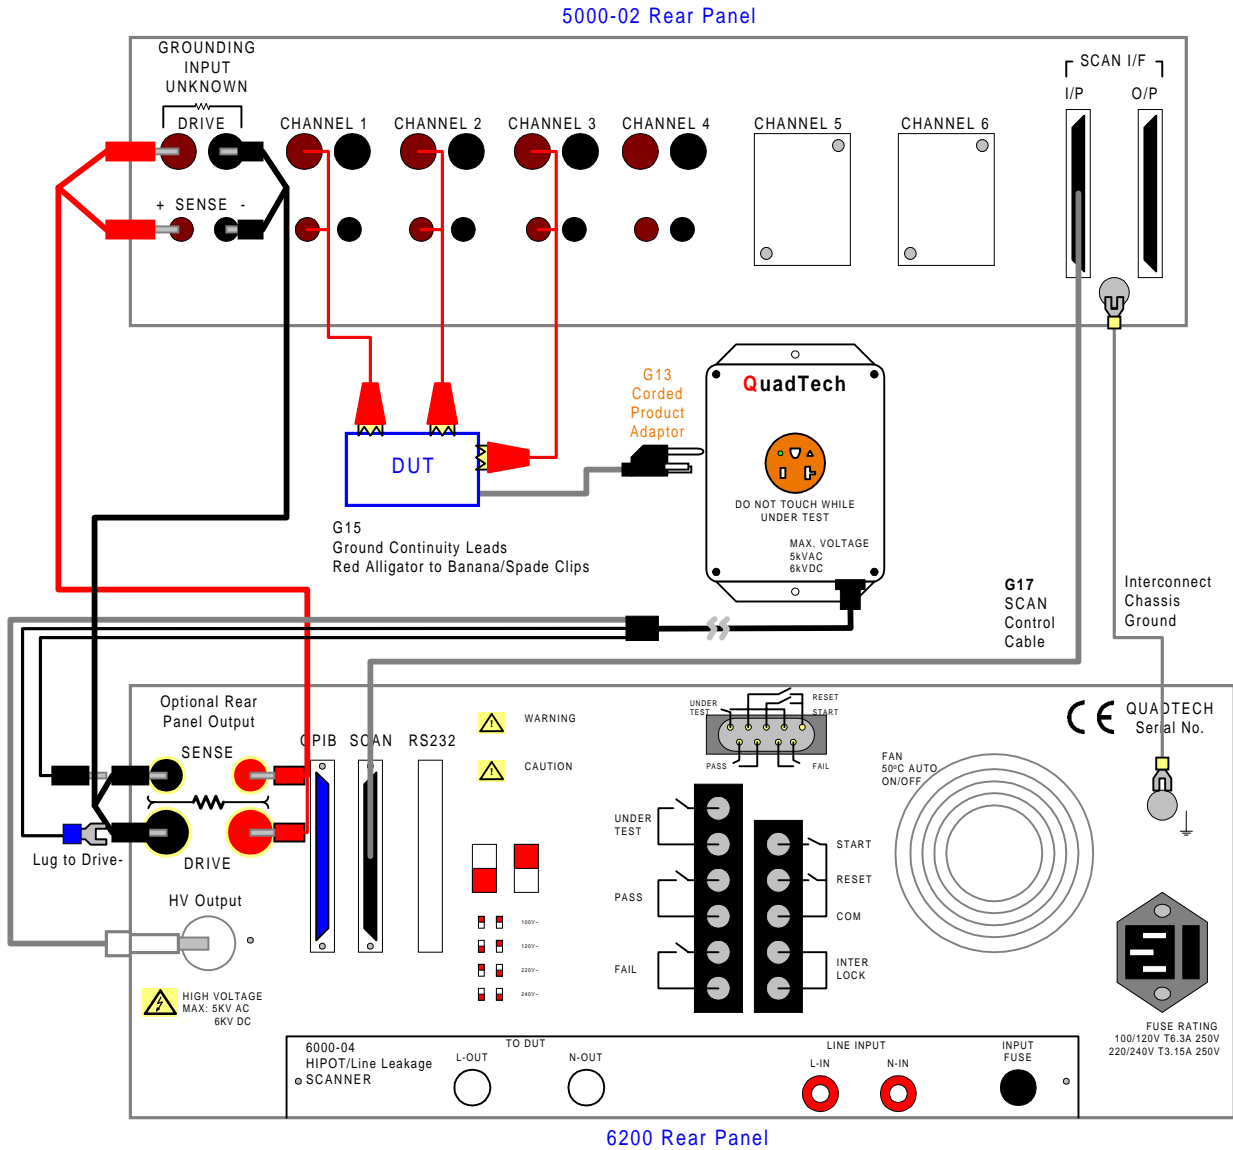 5000-02 Rear Panel
GROUNDING
INPUT
UNKNOWN
DRIVE
+ SENSE -
CHANNEL 1
CHANNEL 2
CHANNEL 3
CHANNEL 4
CHANNEL 5
CHANNEL 6
SCAN I/F
I/P
O/P
G13
Corded
Product
Adaptor
QuadTech
DO NOT TOUCH WHILE
UNDER TEST
MAX. VOLTAGE
5kVAC
6kVDC
DUT
G15
Ground Continuity Leads
Red Alligator to Banana/Spade Clips
G17
SCAN
Control
Cable
Interconnect
Chassis
Ground
Optional Rear
Panel Output
SENSE
DRIVE
Lug to Drive-
HV Output
HIGH VOLTAGE
MAX: 5KV AC
6KV DC
GPIB
SCAN
RS232
WARNING
CAUTION
100V~
120V~
220V~
240V~
UNDER
TEST
RESET
START
PASS
FAIL
UNDER
TEST
PASS
FAIL
START
RESET
COM
INTER
LOCK
FAN
50ºC AUTO
ON/OFF
CE QUADTECH
Serial No.
FUSE RATING
100/120V T6.3A 250V
220/240V T3.15A 250V
6000-04
HIPOT/Line Leakage
SCANNER
TO DUT
L-OUT
N-OUT
LINE INPUT
L-IN
N-IN
INPUT
FUSE
6200 Rear Panel